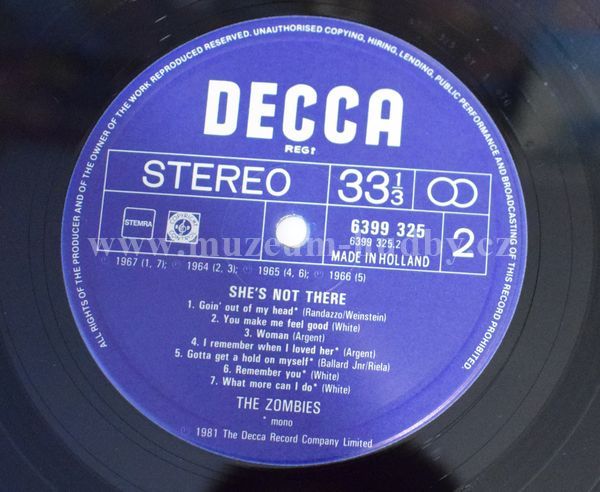 ALL RIGHTS OF THE PRODUCER AND OF THE OWNER OF THE WORK REPRODUCED RESERVED. UNAUTHORISED COPYING, HIRING, LENDING, PUBLIC PERFORMANCE AND BROADCASTING OF THIS RECORD PROHIBITED.
DECCA
REGT
STEREO
33 1/3
STEMRA
6399 325
6399 325.2
MADE IN HOLLAND
2
www.muzeum-hudby.cz
℗ 1967 (1, 7); ℗ 1964 (2, 3); ℗ 1965 (4, 6); ℗ 1966 (5)
SHE'S NOT THERE
1. Goin' out of my head* (Randazzo/Weinstein)
2. You make me feel good (White)
3. Woman (Argent)
4. I remember when I loved her* (Argent)
5. Gotta get a hold on myself* (Ballard Jnr/Riela)
6. Remember you* (White)
7. What more can I do* (White)
THE ZOMBIES
* mono
℗ 1981 The Decca Record Company Limited